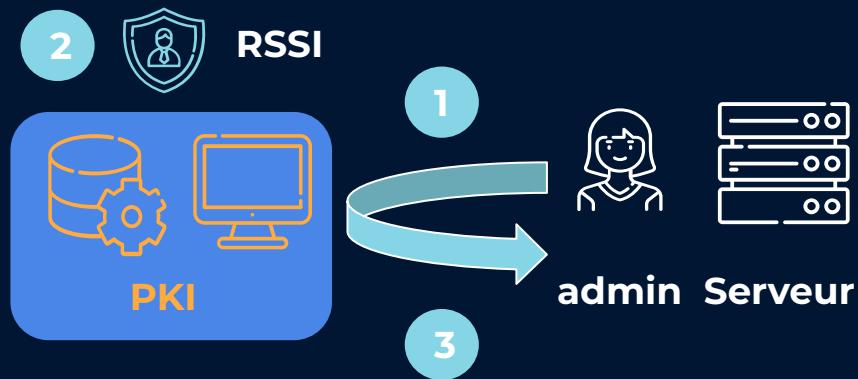 2
RSSI
1
PKI
admin
Serveur
3